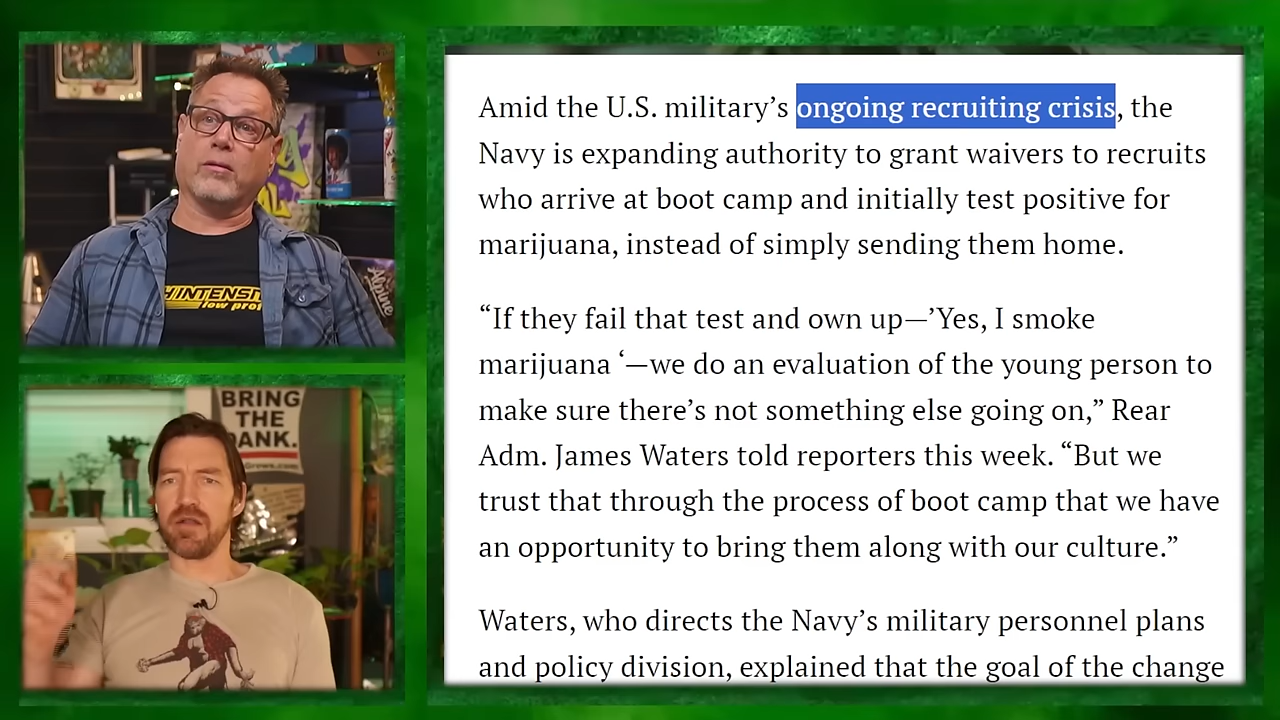 Amid the U.S. military’s ongoing recruiting crisis, the
Navy is expanding authority to grant waivers to recruits
who arrive at boot camp and initially test positive for
marijuana, instead of simply sending them home.
“If they fail that test and own up—’Yes, I smoke
marijuana ‘—we do an evaluation of the young person to
make sure there’s not something else going on,” Rear
Adm. James Waters told reporters this week. “But we
trust that through the process of boot camp that we have
an opportunity to bring them along with our culture.”
Waters, who directs the Navy’s military personnel plans
and policy division, explained that the goal of the change
low
Alpine
BRING
THE